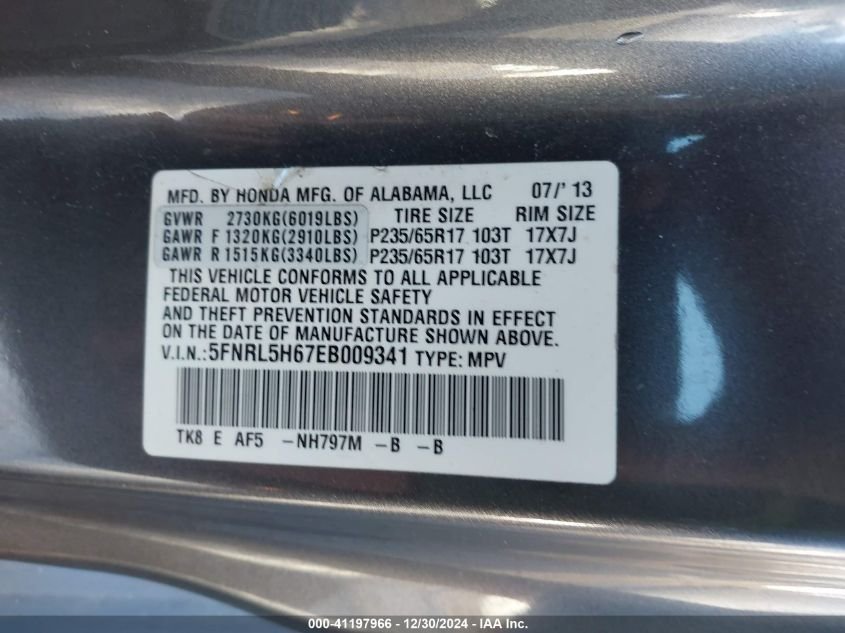 MFD. BY HONDA MFG. OF ALABAMA, LLC 07/' 13
GVWR 2730KG(6019LBS) TIRE SIZE RIM SIZE
GAWR F 1320KG(2910LBS) P235/65R17 103T 17X7J
GAWR R 1515KG(3340LBS) P235/65R17 103T 17X7J
THIS VEHICLE CONFORMS TO ALL APPLICABLE
FEDERAL MOTOR VEHICLE SAFETY
AND THEFT PREVENTION STANDARDS IN EFFECT
ON THE DATE OF MANUFACTURE SHOWN ABOVE.
V.I.N.:5FNRL5H67EB009341 TYPE: MPV
TK8 E AF5 -NH797M -B -B
000-41197966 - 12/30/2024 - IAA Inc.